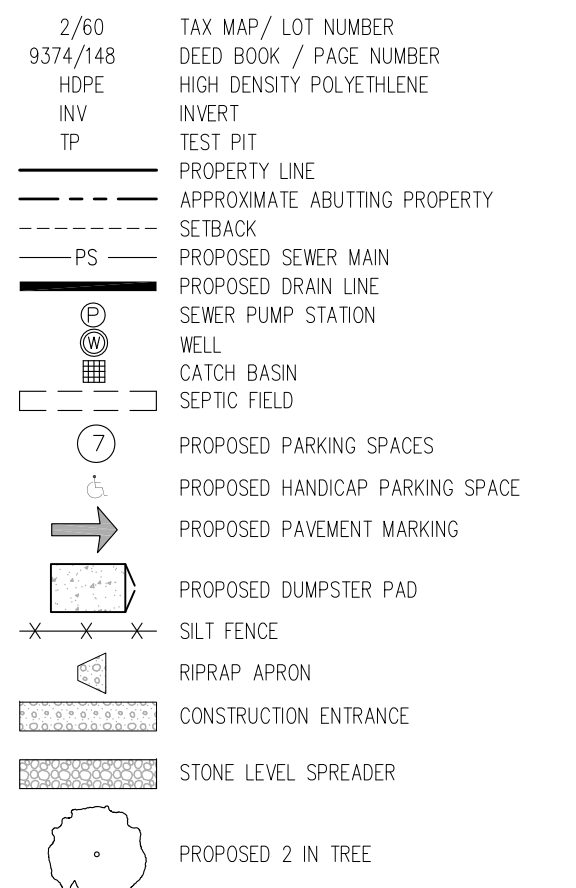 2/60 TAX MAP/ LOT NUMBER
9374/148 DEED BOOK / PAGE NUMBER
HDPE HIGH DENSITY POLYETHLENE
INV INVERT
TP TEST PIT
PROPERTY LINE
APPROXIMATE ABUTTING PROPERTY
SETBACK
PS PROPOSED SEWER MAIN
PROPOSED DRAIN LINE
P SEWER PUMP STATION
W WELL
CATCH BASIN
SEPTIC FIELD
7 PROPOSED PARKING SPACES
PROPOSED HANDICAP PARKING SPACE
PROPOSED PAVEMENT MARKING
PROPOSED DUMPSTER PAD
X X X SILT FENCE
RIPRAP APRON
CONSTRUCTION ENTRANCE
STONE LEVEL SPREADER
PROPOSED 2 IN TREE